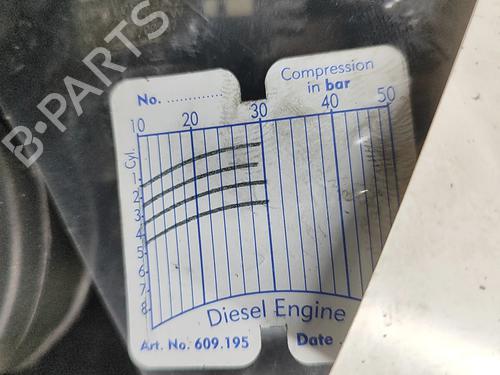 B-PARTS
No. ..............
Compression
in bar
10 20 30 40 50
Cyl.
1
2
3
4
5
6
7
8
Diesel Engine
Art. No. 609.195
Date .